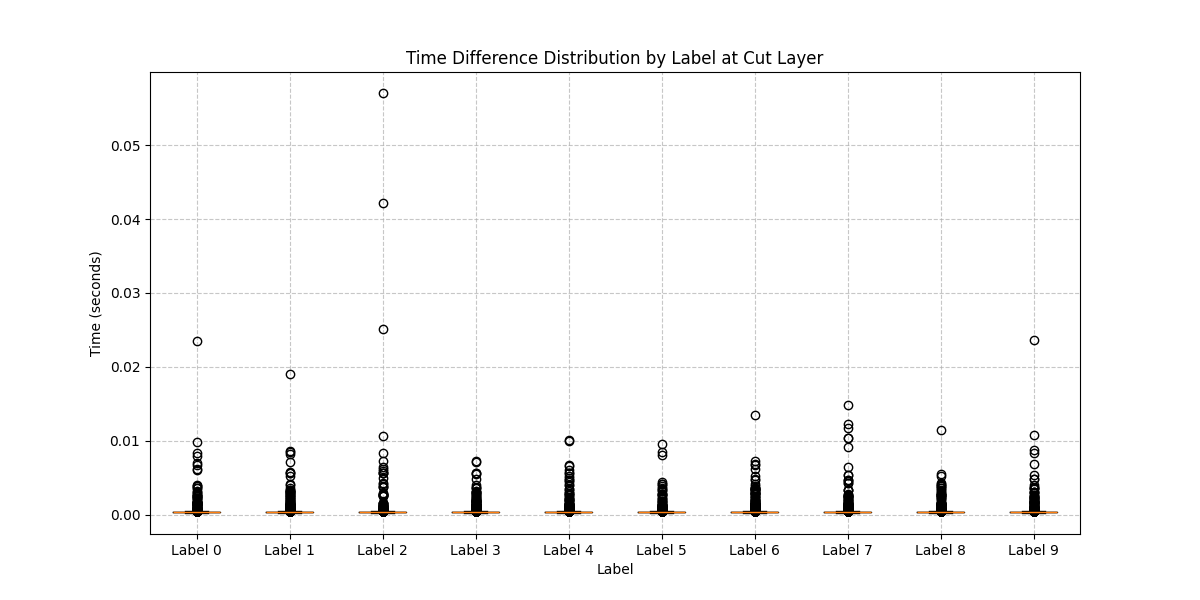 Time Difference Distribution by Label at Cut Layer
0.05
0.04
0.03
0.02
0.01
0.00
Time (seconds)
Label 0 Label 1 Label 2 Label 3 Label 4 Label 5 Label 6 Label 7 Label 8 Label 9
Label